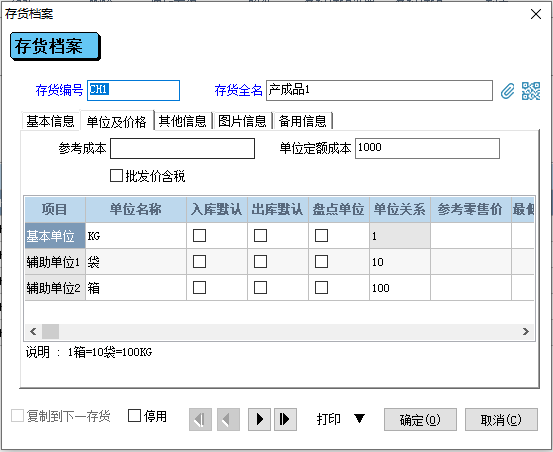 存货档案
存货档案
存货编号 CH1 存货全名 产成品1
基本信息 单位及价格 其他信息 图片信息 备用信息
参考成本 单位定额成本 1000
批发价含税
项目 单位名称 入库默认 出库默认 盘点单位 单位关系 参考零售价 最低
基本单位 KG 1
辅助单位1 袋 10
辅助单位2 箱 100
说明 : 1箱=10袋=100KG
复制到下一存货 停用 打印 确定(O) 取消(C)